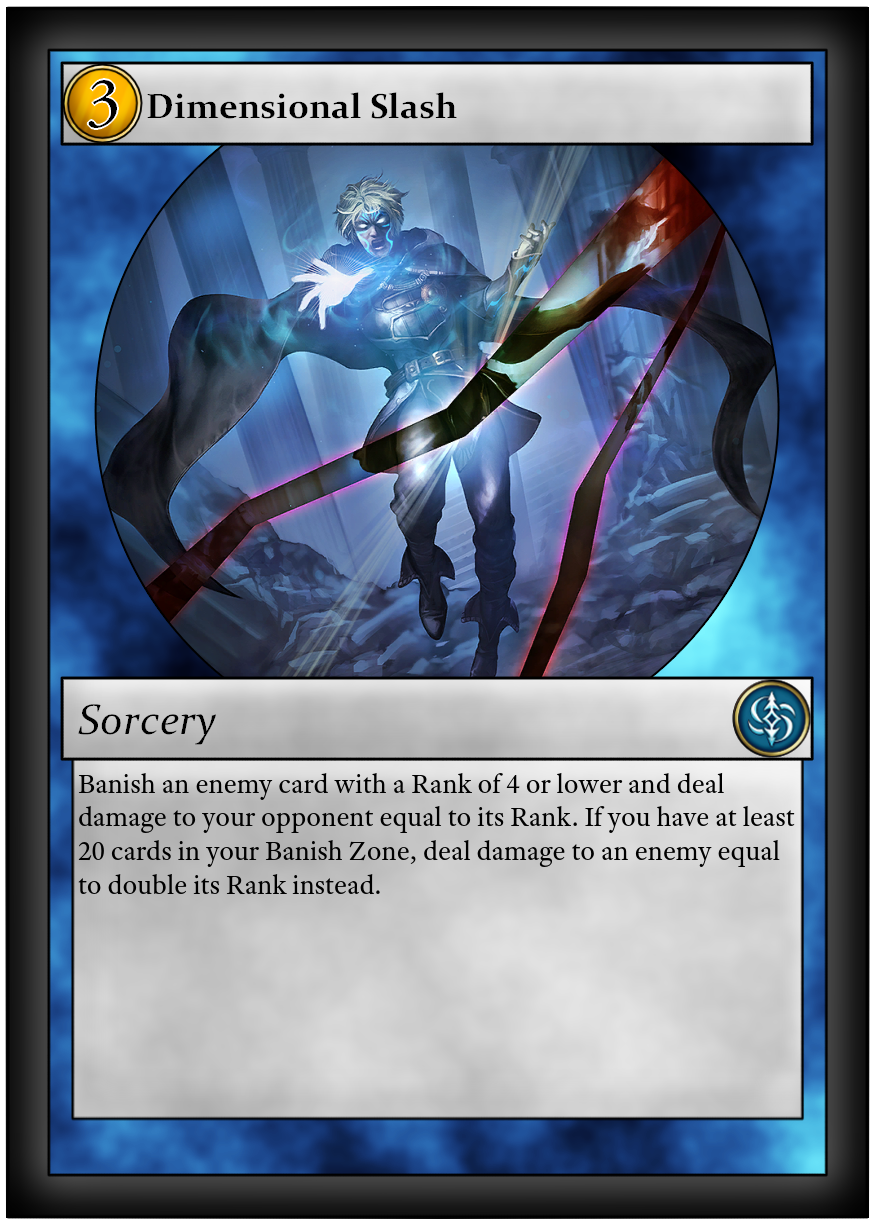 3
Dimensional Slash
Sorcery
Banish an enemy card with a Rank of 4 or lower and deal
damage to your opponent equal to its Rank. If you have at least
20 cards in your Banish Zone, deal damage to an enemy equal
to double its Rank instead.